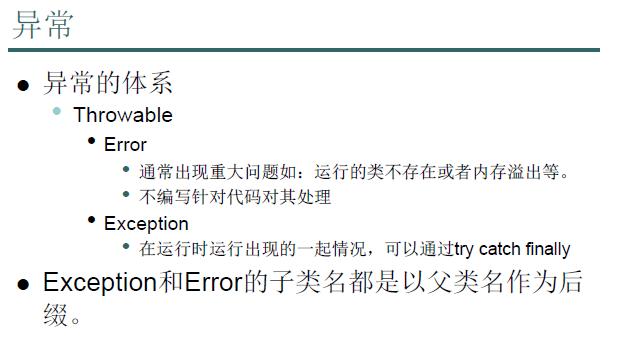 异常
异常的体系
Throwable
Error
通常出现重大问题如：运行的类不存在或者内存溢出等。
不编写针对代码对其处理
Exception
在运行时运行出现的一起情况，可以通过try catch finally
Exception和Error的子类名都是以父类名作为后
缀。